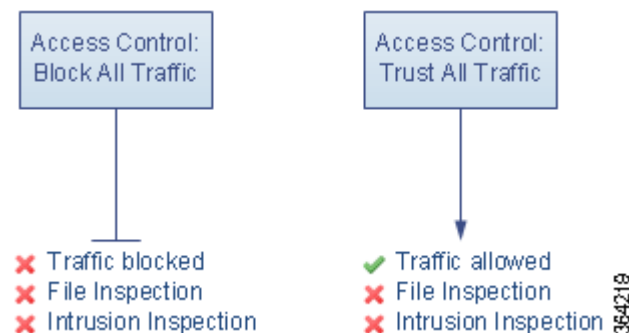 Access Control:
Block All Traffic
Access Control:
Trust All Traffic
Traffic blocked
File Inspection
Intrusion Inspection
Traffic allowed
File Inspection
Intrusion Inspection
364219